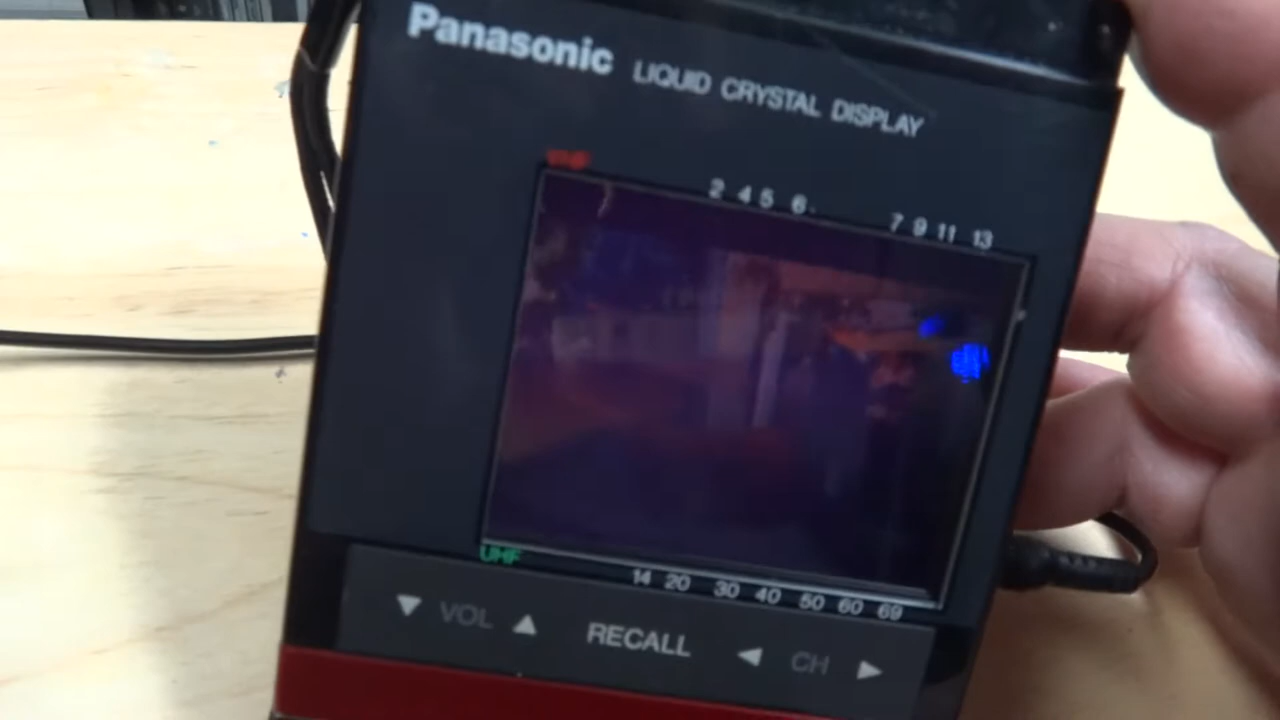 Panasonic LIQUID CRYSTAL DISPLAY
VHF 2 4 5 6 7 9 11 13
UHF 14 20 30 40 50 60 69
VOL RECALL CH